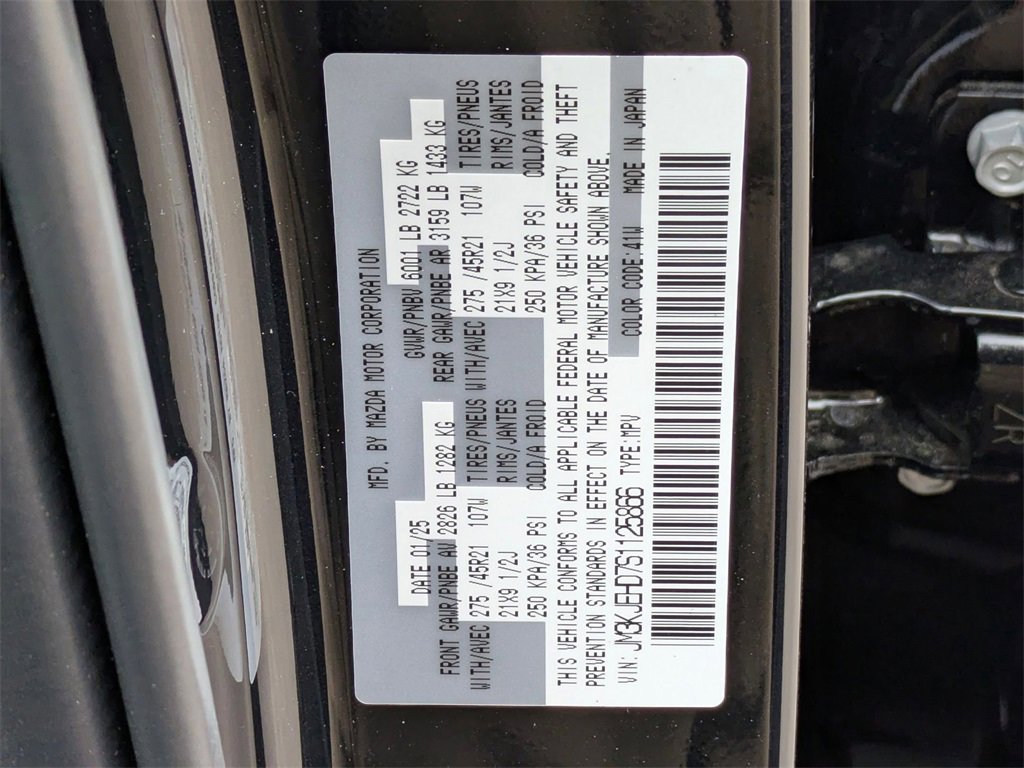 MFD. BY MAZDA MOTOR CORPORATION
DATE 01/25 GVWR/PNBV 6001 LB 2722 KG
FRONT GAWR/PNBE AV 2826 LB 1282 KG REAR GAWR/PNBE AR 3159 LB 1433 KG
WITH/AVEC 275 /45R21 107W TIRES/PNEUS WITH/AVEC 275 /45R21 107W TIRES/PNEUS
21X9 1/2J RIMS/JANTES 21X9 1/2J RIMS/JANTES
250 KPA/36 PSI COLD/A FROID 250 KPA/36 PSI COLD/A FROID
THIS VEHICLE CONFORMS TO ALL APPLICABLE FEDERAL MOTOR VEHICLE SAFETY AND THEFT
PREVENTION STANDARDS IN EFFECT ON THE DATE OF MANUFACTURE SHOWN ABOVE.
VIN: JM3KJEHD7S1125866 TYPE:MPV COLOR CODE:41W MADE IN JAPAN